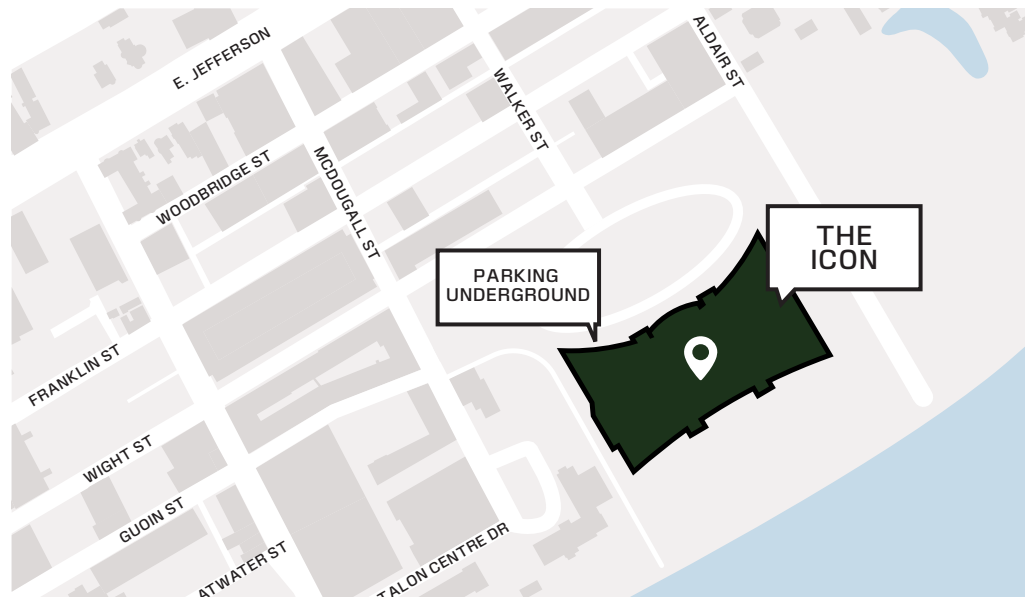 E. JEFFERSON
ALDAIR ST
WALKER ST
WOODBRIDGE ST
MCDOUGALL ST
THE
ICON
PARKING
UNDERGROUND
FRANKLIN ST
WIGHT ST
GUOIN ST
ATWATER ST
TALON CENTRE DR